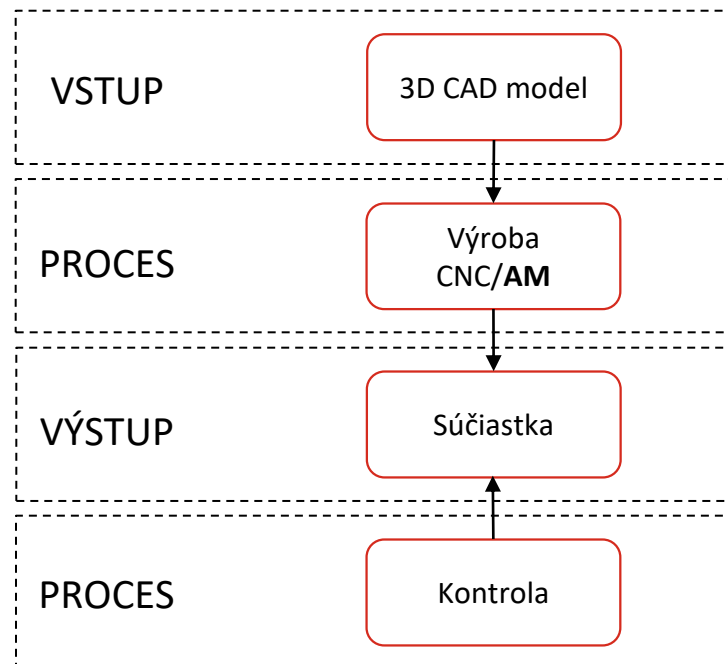 VSTUP
3D CAD model
PROCES
Výroba
CNC/AM
VÝSTUP
Súčiastka
PROCES
Kontrola